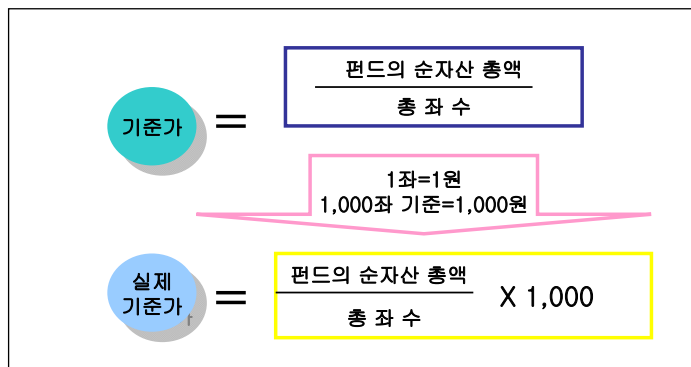 펀드의 순자산 총액
기준가 =
총 좌 수
1좌=1원
1,000좌 기준=1,000원
실제
기준가 =
펀드의 순자산 총액
X 1,000
총 좌 수